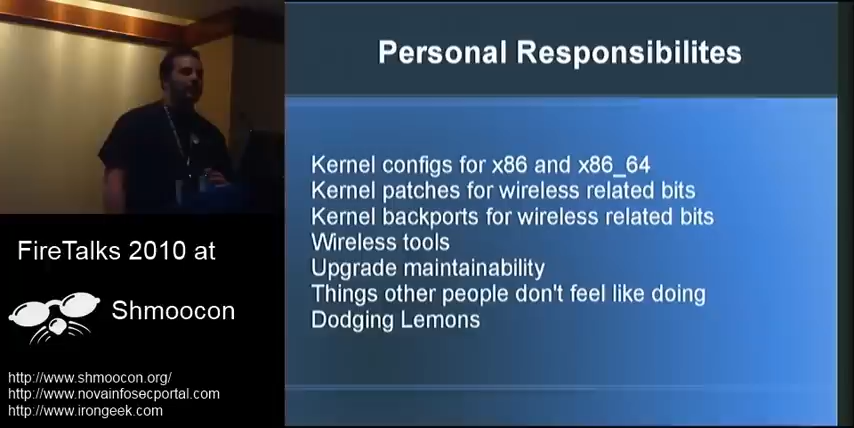 Personal Responsibilites
Kernel configs for x86 and x86_64
Kernel patches for wireless related bits
Kernel backports for wireless related bits
Wireless tools
Upgrade maintainability
Things other people don't feel like doing
Dodging Lemons
FireTalks 2010 at
Shmoocon
http://www.shmoocon.org/
http://www.novainfosecportal.com
http://www.irongeek.com